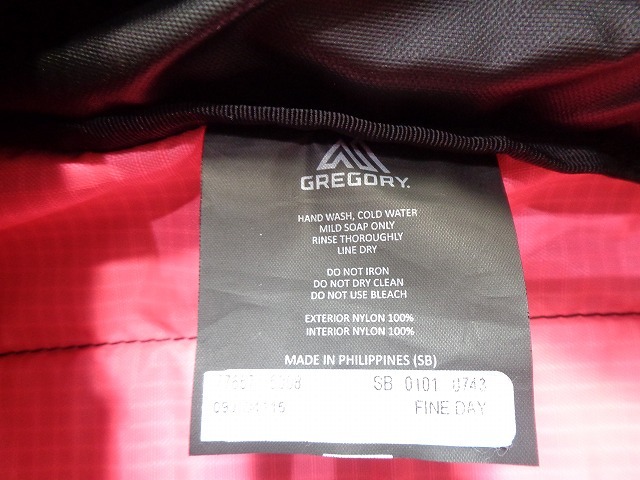 GREGORY.
HAND WASH, COLD WATER
MILD SOAP ONLY
RINSE THOROUGHLY
LINE DRY
DO NOT IRON
DO NOT DRY CLEAN
DO NOT USE BLEACH
EXTERIOR NYLON 100%
INTERIOR NYLON 100%
MADE IN PHILIPPINES (SB)
SB 0101 0743
FINE DAY